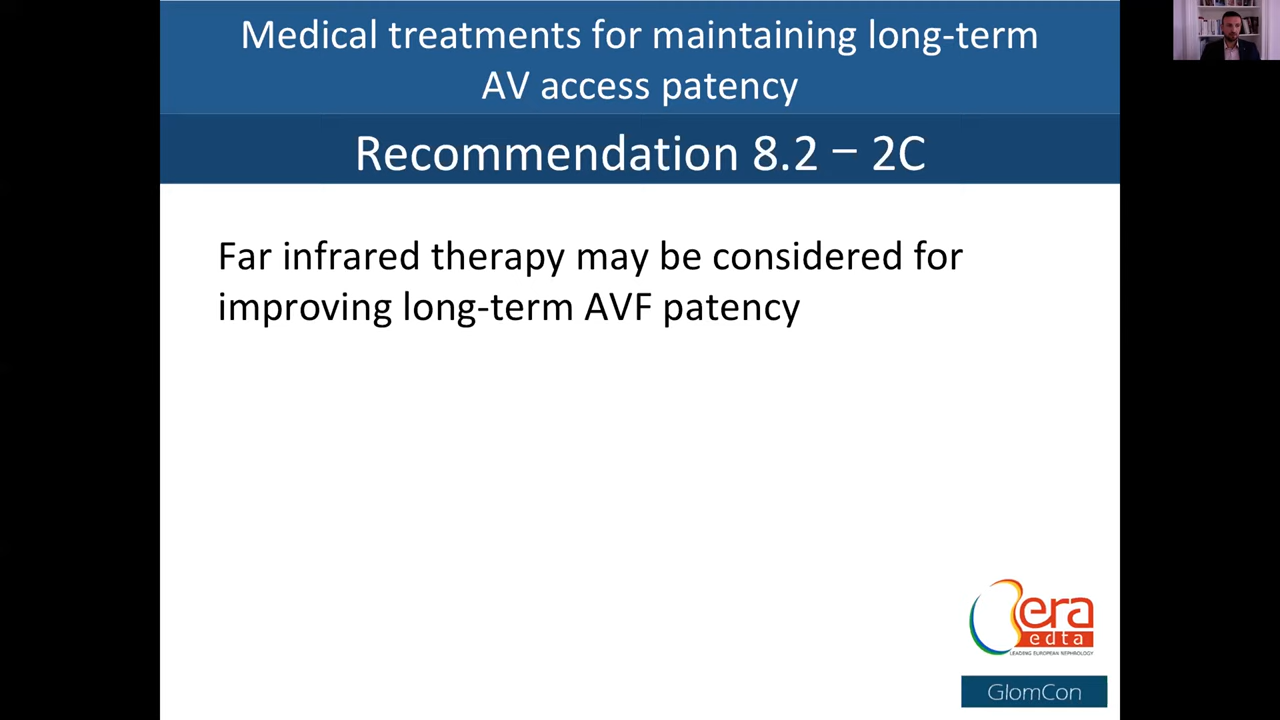 Medical treatments for maintaining long-term
AV access patency
Recommendation 8.2 – 2C
Far infrared therapy may be considered for
improving long-term AVF patency
era
edta
LEADING EUROPEAN NEPHROLOGY
GlomCon